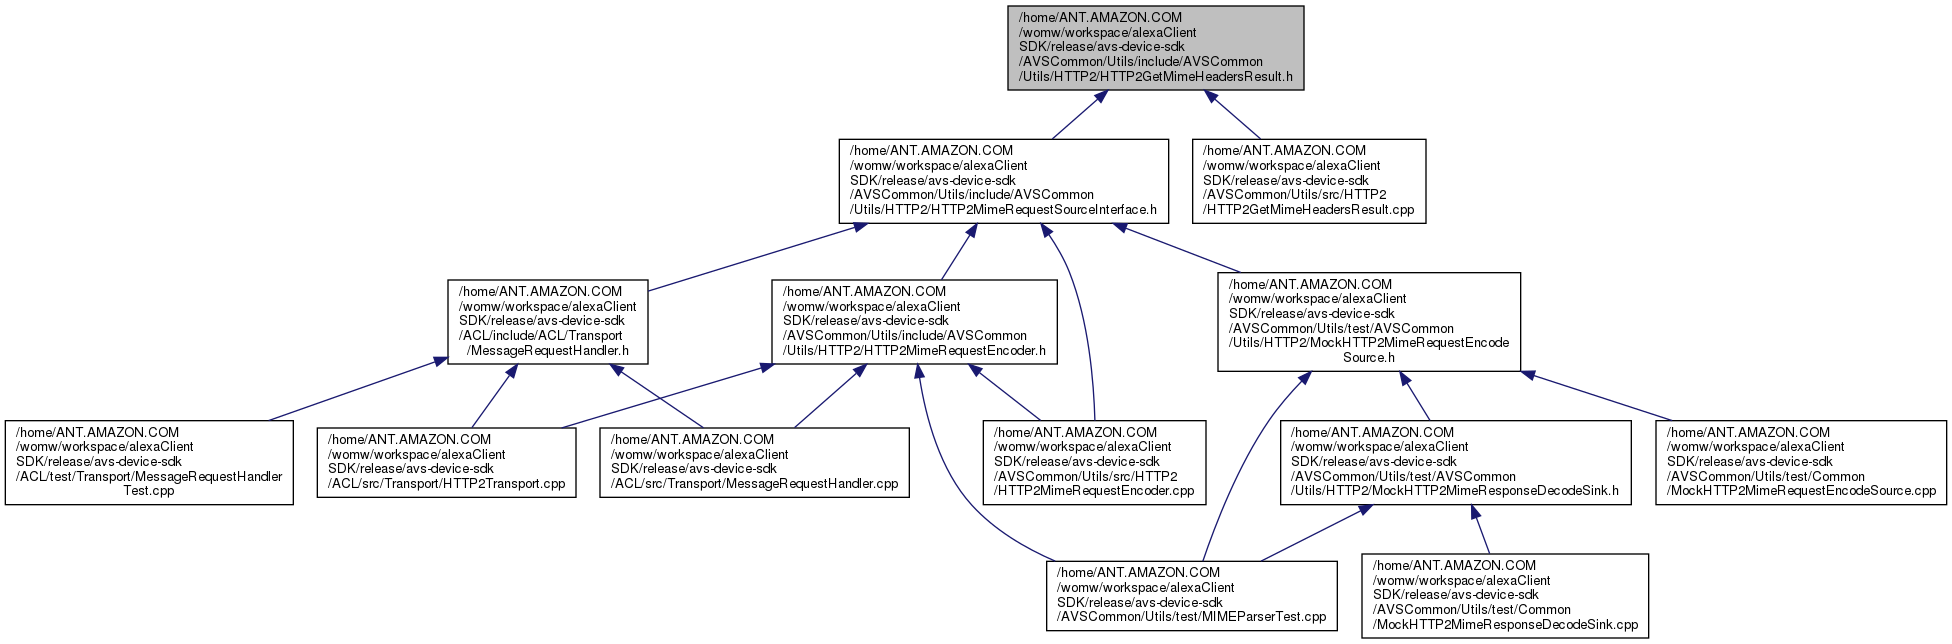 /home/ANT.AMAZON.COM
/womw/workspace/alexaClient
SDK/release/avs-device-sdk
/AVSCommon/Utils/include/AVSCommon
/Utils/HTTP2/HTTP2GetMimeHeadersResult.h
/home/ANT.AMAZON.COM
/womw/workspace/alexaClient
SDK/release/avs-device-sdk
/AVSCommon/Utils/include/AVSCommon
/Utils/HTTP2/HTTP2MimeRequestSourceInterface.h
/home/ANT.AMAZON.COM
/womw/workspace/alexaClient
SDK/release/avs-device-sdk
/AVSCommon/Utils/src/HTTP2
/HTTP2GetMimeHeadersResult.cpp
/home/ANT.AMAZON.COM
/womw/workspace/alexaClient
SDK/release/avs-device-sdk
/ACL/include/ACL/Transport
/MessageRequestHandler.h
/home/ANT.AMAZON.COM
/womw/workspace/alexaClient
SDK/release/avs-device-sdk
/AVSCommon/Utils/include/AVSCommon
/Utils/HTTP2/HTTP2MimeRequestEncoder.h
/home/ANT.AMAZON.COM
/womw/workspace/alexaClient
SDK/release/avs-device-sdk
/AVSCommon/Utils/test/AVSCommon
/Utils/HTTP2/MockHTTP2MimeRequestEncode
Source.h
/home/ANT.AMAZON.COM
/womw/workspace/alexaClient
SDK/release/avs-device-sdk
/ACL/test/Transport/MessageRequestHandler
Test.cpp
/home/ANT.AMAZON.COM
/womw/workspace/alexaClient
SDK/release/avs-device-sdk
/ACL/src/Transport/HTTP2Transport.cpp
/home/ANT.AMAZON.COM
/womw/workspace/alexaClient
SDK/release/avs-device-sdk
/ACL/src/Transport/MessageRequestHandler.cpp
/home/ANT.AMAZON.COM
/womw/workspace/alexaClient
SDK/release/avs-device-sdk
/AVSCommon/Utils/src/HTTP2
/HTTP2MimeRequestEncoder.cpp
/home/ANT.AMAZON.COM
/womw/workspace/alexaClient
SDK/release/avs-device-sdk
/AVSCommon/Utils/test/AVSCommon
/Utils/HTTP2/MockHTTP2MimeResponseDecodeSink.h
/home/ANT.AMAZON.COM
/womw/workspace/alexaClient
SDK/release/avs-device-sdk
/AVSCommon/Utils/test/Common
/MockHTTP2MimeRequestEncodeSource.cpp
/home/ANT.AMAZON.COM
/womw/workspace/alexaClient
SDK/release/avs-device-sdk
/AVSCommon/Utils/test/MIMEParserTest.cpp
/home/ANT.AMAZON.COM
/womw/workspace/alexaClient
SDK/release/avs-device-sdk
/AVSCommon/Utils/test/Common
/MockHTTP2MimeResponseDecodeSink.cpp